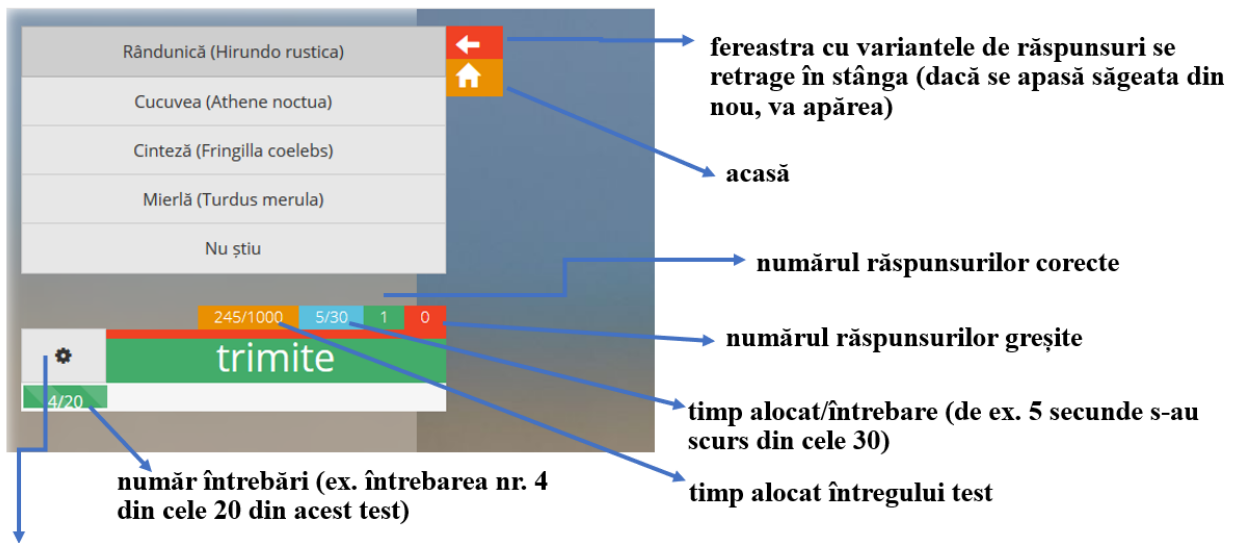 Rândunică (Hirundo rustica)
Cucuvea (Athene noctua)
Cinteză (Fringilla coelebs)
Mierlă (Turdus merula)
Nu știu
fereastra cu variantele de răspunsuri se
retrage în stânga (dacă se apasă săgeata din
nou, va apărea)
acasă
numărul răspunsurilor corecte
245/1000 5/30 1 0
numărul răspunsurilor greșite
trimite
4/20
timp alocat/întrebare (de ex. 5 secunde s-au
scurs din cele 30)
număr întrebări (ex. întrebarea nr. 4
din cele 20 din acest test)
timp alocat întregului test